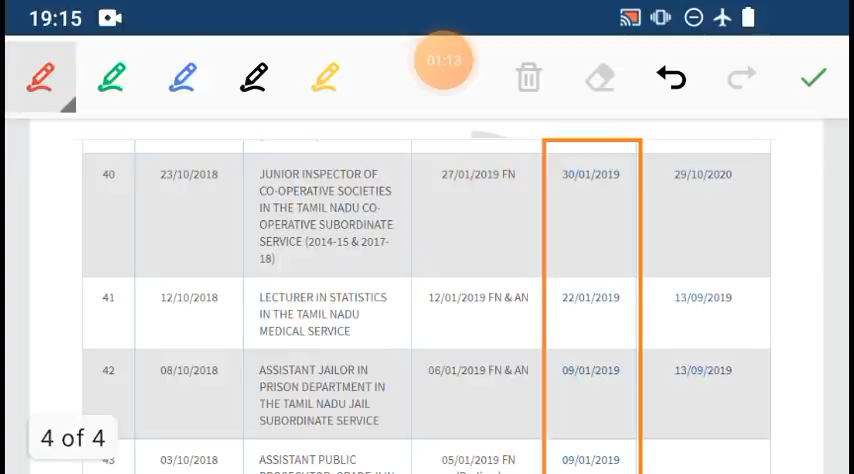 19:15
01:13
40 23/10/2018 JUNIOR INSPECTOR OF 27/01/2019 FN 30/01/2019 29/10/2020
CO-OPERATIVE SOCIETIES
IN THE TAMIL NADU CO-
OPERATIVE SUBORDINATE
SERVICE (2014-15 & 2017-
18)
41 12/10/2018 LECTURER IN STATISTICS 12/01/2019 FN & AN 22/01/2019 13/09/2019
IN THE TAMIL NADU
MEDICAL SERVICE
42 08/10/2018 ASSISTANT JAILOR IN 06/01/2019 FN & AN 09/01/2019 13/09/2019
PRISON DEPARTMENT IN
THE TAMIL NADU JAIL
SUBORDINATE SERVICE
4 of 4
43 03/10/2018 ASSISTANT PUBLIC 05/01/2019 FN 09/01/2019